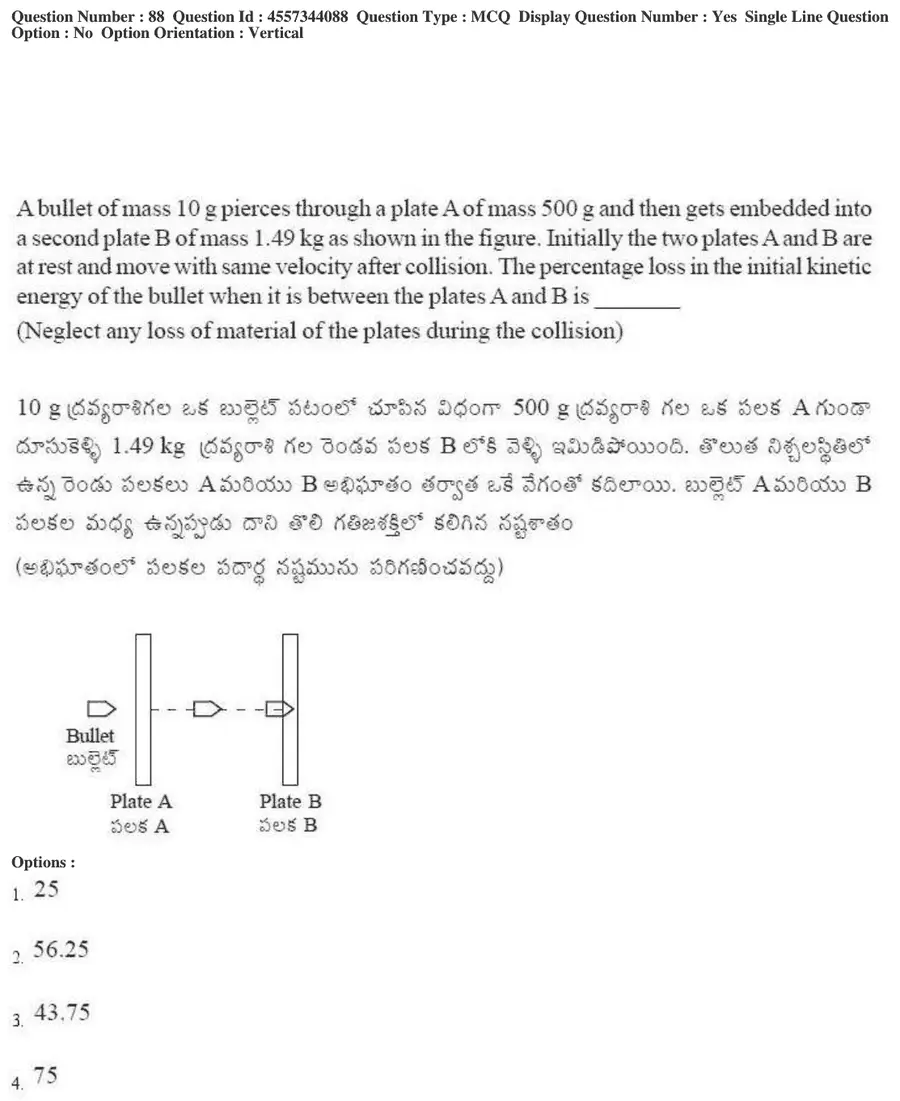 Question Number : 88 Question Id : 4557344088 Question Type : MCQ Display Question Number : Yes Single Line Question
Option : No Option Orientation : Vertical
A bullet of mass 10 g pierces through a plate A of mass 500 g and then gets embedded into
a second plate B of mass 1.49 kg as shown in the figure. Initially the two plates A and B are
at rest and move with same velocity after collision. The percentage loss in the initial kinetic
energy of the bullet when it is between the plates A and B is ________
(Neglect any loss of material of the plates during the collision)
10 g ద్రవ్యరాశిగల ఒక బుల్లెట్ పటంలో చూపిన విధంగా 500 g ద్రవ్యరాశి గల ఒక పలక A గుండా
దూసుకెళ్ళి 1.49 kg ద్రవ్యరాశి గల రెండవ పలక B లోకి వెళ్ళి ఇమిడిపోయింది. తొలుత నిశ్చలస్థితిలో
ఉన్న రెండు పలకలు A మరియు B అభిఘాతం తర్వాత ఒకే వేగంతో కదిలాయి. బుల్లెట్ A మరియు B
పలకల మధ్య ఉన్నప్పుడు దాని తొలి గతిజశక్తిలో కలిగిన నష్టశాతం
(అభిఘాతంలో పలకల పదార్థ నష్టమును పరిగణించవద్దు)
Bullet
బుల్లెట్
Plate A Plate B
పలక A పలక B
Options :
1. 25
2. 56.25
3. 43.75
4. 75